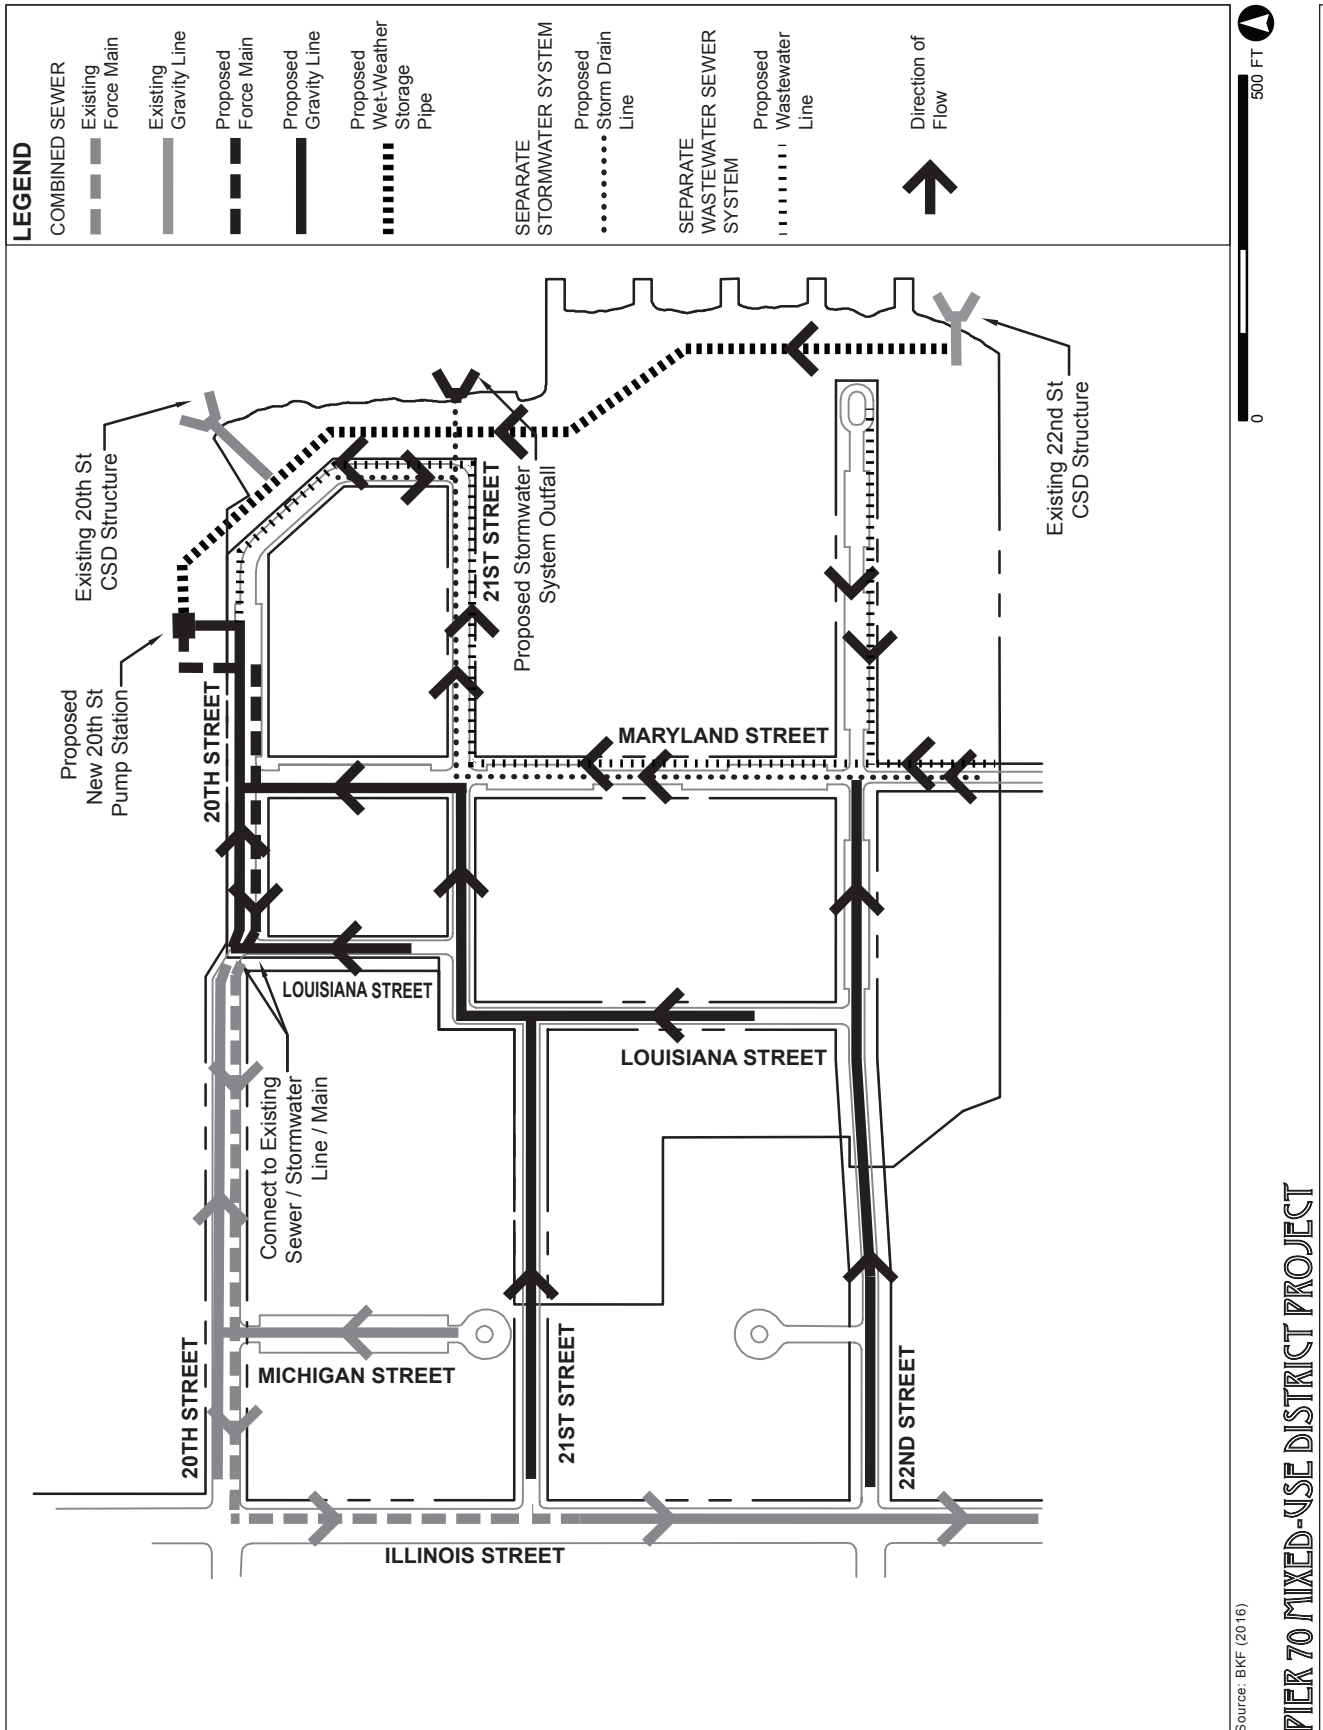 LEGEND
COMBINED SEWER
Existing
Force Main
Existing
Gravity Line
Proposed
Force Main
Proposed
Gravity Line
Proposed
Wet-Weather
Storage
Pipe
SEPARATE
STORMWATER SYSTEM
Proposed
Storm Drain
Line
SEPARATE
WASTEWATER SEWER
SYSTEM
Proposed
Wastewater
Line
Direction of
Flow
Existing 20th St
CSD Structure
Proposed
New 20th St
Pump Station
20TH STREET
21ST STREET
Proposed Stormwater
System Outfall
Existing 22nd St
CSD Structure
MARYLAND STREET
LOUISIANA STREET
LOUISIANA STREET
Connect to Existing
Sewer / Stormwater
Line / Main
20TH STREET
MICHIGAN STREET
21ST STREET
22ND STREET
ILLINOIS STREET
0
500 FT
Source: BKF (2016)
PIER 70 MIXED-USE DISTRICT PROJECT